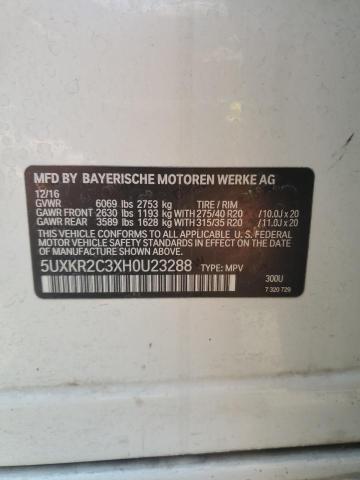 MFD BY BAYERISCHE MOTOREN WERKE AG
12/16
GVWR 6069 lbs 2753 kg TIRE / RIM
GAWR FRONT 2630 lbs 1193 kg WITH 275/40 R20 /10.0J x 20
GAWR REAR 3589 lbs 1628 kg WITH 315/35 R20 /11.0J x 20
THIS VEHICLE CONFORMS TO ALL APPLICABLE FEDERAL
MOTOR VEHICLE SAFETY STANDARDS IN EFFECT ON THE
DATE OF MANUFACTURE SHOWN ABOVE.
5UXKR2C3XH0U23288 TYPE: MPV 300U
7 320 729